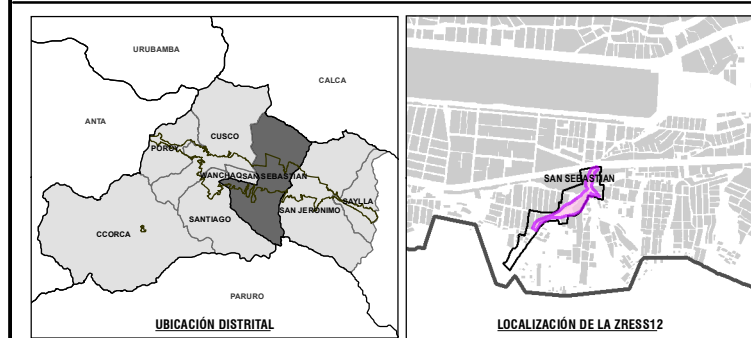 URUBAMBA
CALCA
ANTA
CUSCO
POROY
WANCHAQ
SAN SEBASTIAN
SAN JERONIMO
SAYLLA
SANTIAGO
CCORCA
PARURO
UBICACIÓN DISTRITAL
SAN SEBASTIAN
LOCALIZACIÓN DE LA ZRESS12